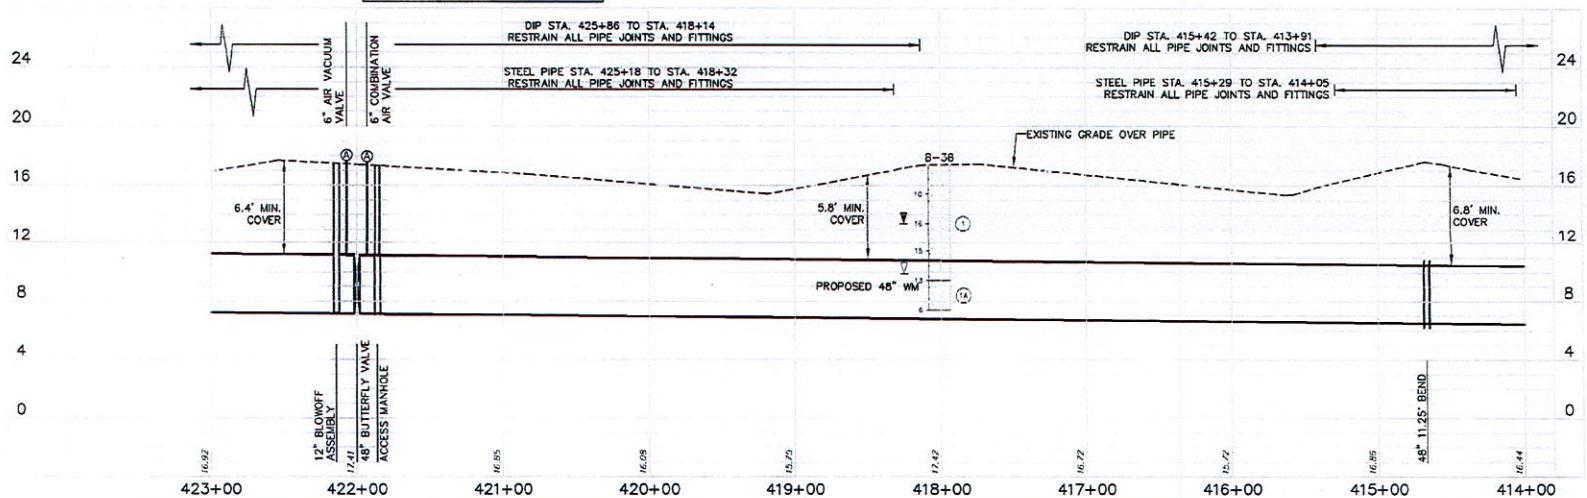 DIP STA. 425+86 TO STA. 418+14
RESTRAIN ALL PIPE JOINTS AND FITTINGS
DIP STA. 415+42 TO STA. 413+91
RESTRAIN ALL PIPE JOINTS AND FITTINGS
STEEL PIPE STA. 425+18 TO STA. 418+32
RESTRAIN ALL PIPE JOINTS AND FITTINGS
STEEL PIPE STA. 415+29 TO STA. 414+05
RESTRAIN ALL PIPE JOINTS AND FITTINGS
6" AIR VACUUM
VALVE
6" COMBINATION
AIR VALVE
24
24
20
20
EXISTING GRADE OVER PIPE
A
A
B-38
16
16
10
6.4' MIN.
COVER
5.8' MIN.
COVER
6.8' MIN.
COVER
16
1
12
12
15
13
PROPOSED 48" WM
1A
8
8
6
4
4
0
0
12" BLOWOFF
ASSEMBLY
48" BUTTERFLY VALVE
ACCESS MANHOLE
48" 11.25° BEND
16.92
17.41
16.85
16.08
15.75
17.42
16.72
15.72
16.85
16.44
423+00
422+00
421+00
420+00
419+00
418+00
417+00
416+00
415+00
414+00